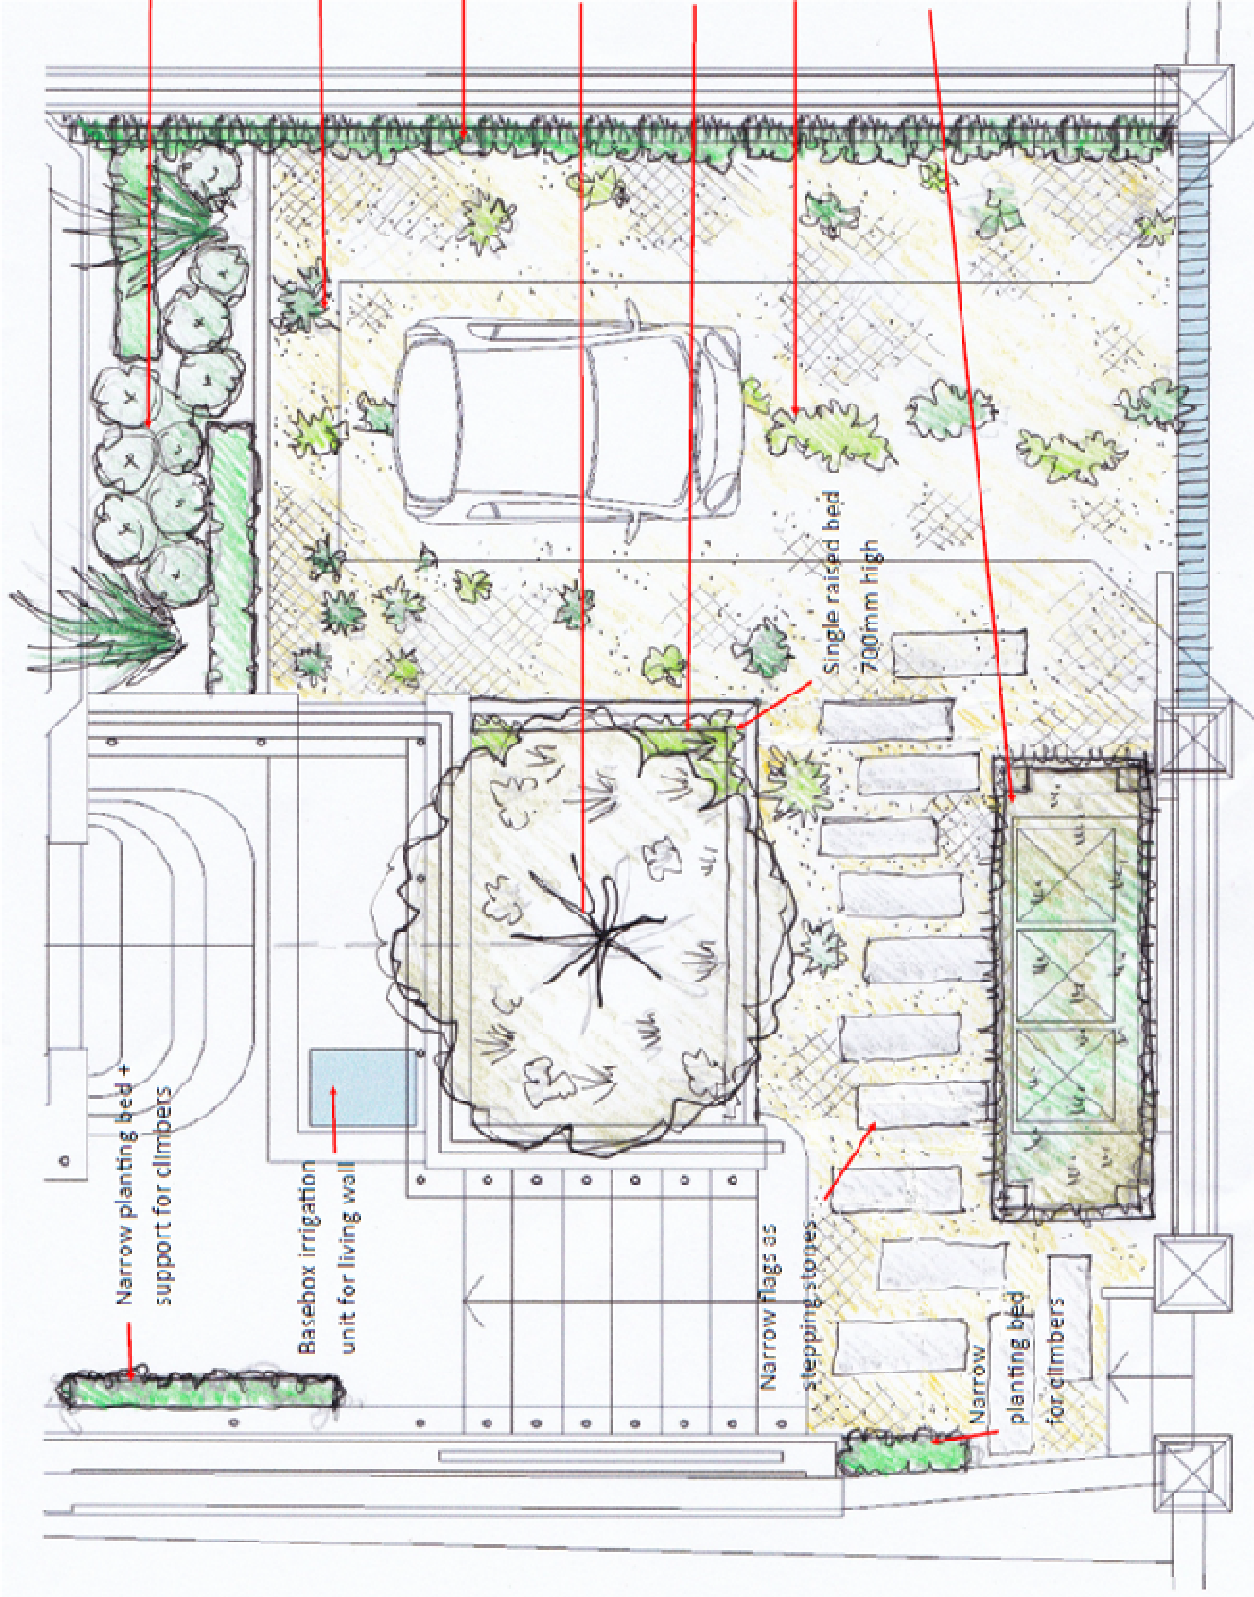 Narrow planting bed +
support for climbers
Basebox irrigation
unit for living wall
Narrow flags as
stepping stones
Single raised bed
700mm high
Narrow
planting bed
for climbers